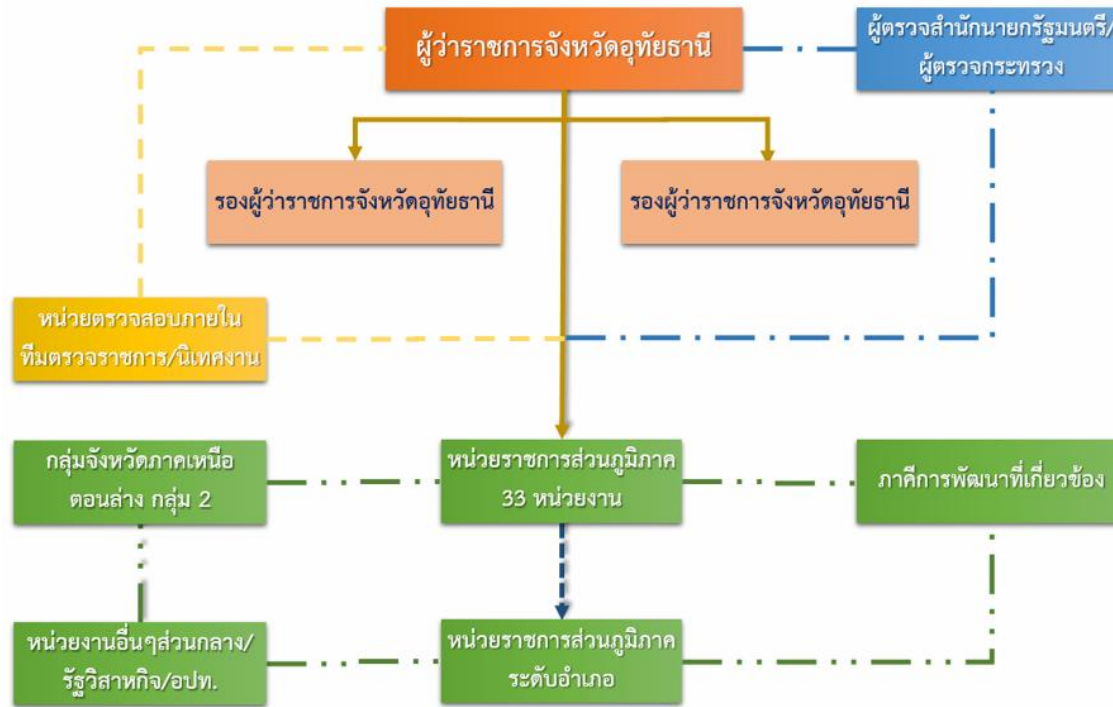 ผู้ว่าราชการจังหวัดอุทัยธานี
ผู้ตรวจสำนักนายกรัฐมนตรี/
ผู้ตรวจกระทรวง
รองผู้ว่าราชการจังหวัดอุทัยธานี
รองผู้ว่าราชการจังหวัดอุทัยธานี
หน่วยตรวจสอบภายใน
ทีมตรวจราชการ/นิเทศงาน
กลุ่มจังหวัดภาคเหนือ
ตอนล่าง กลุ่ม 2
หน่วยราชการส่วนภูมิภาค
33 หน่วยงาน
ภาคีการพัฒนาที่เกี่ยวข้อง
หน่วยงานอื่นๆส่วนกลาง/
รัฐวิสาหกิจ/อปท.
หน่วยราชการส่วนภูมิภาค
ระดับอำเภอ